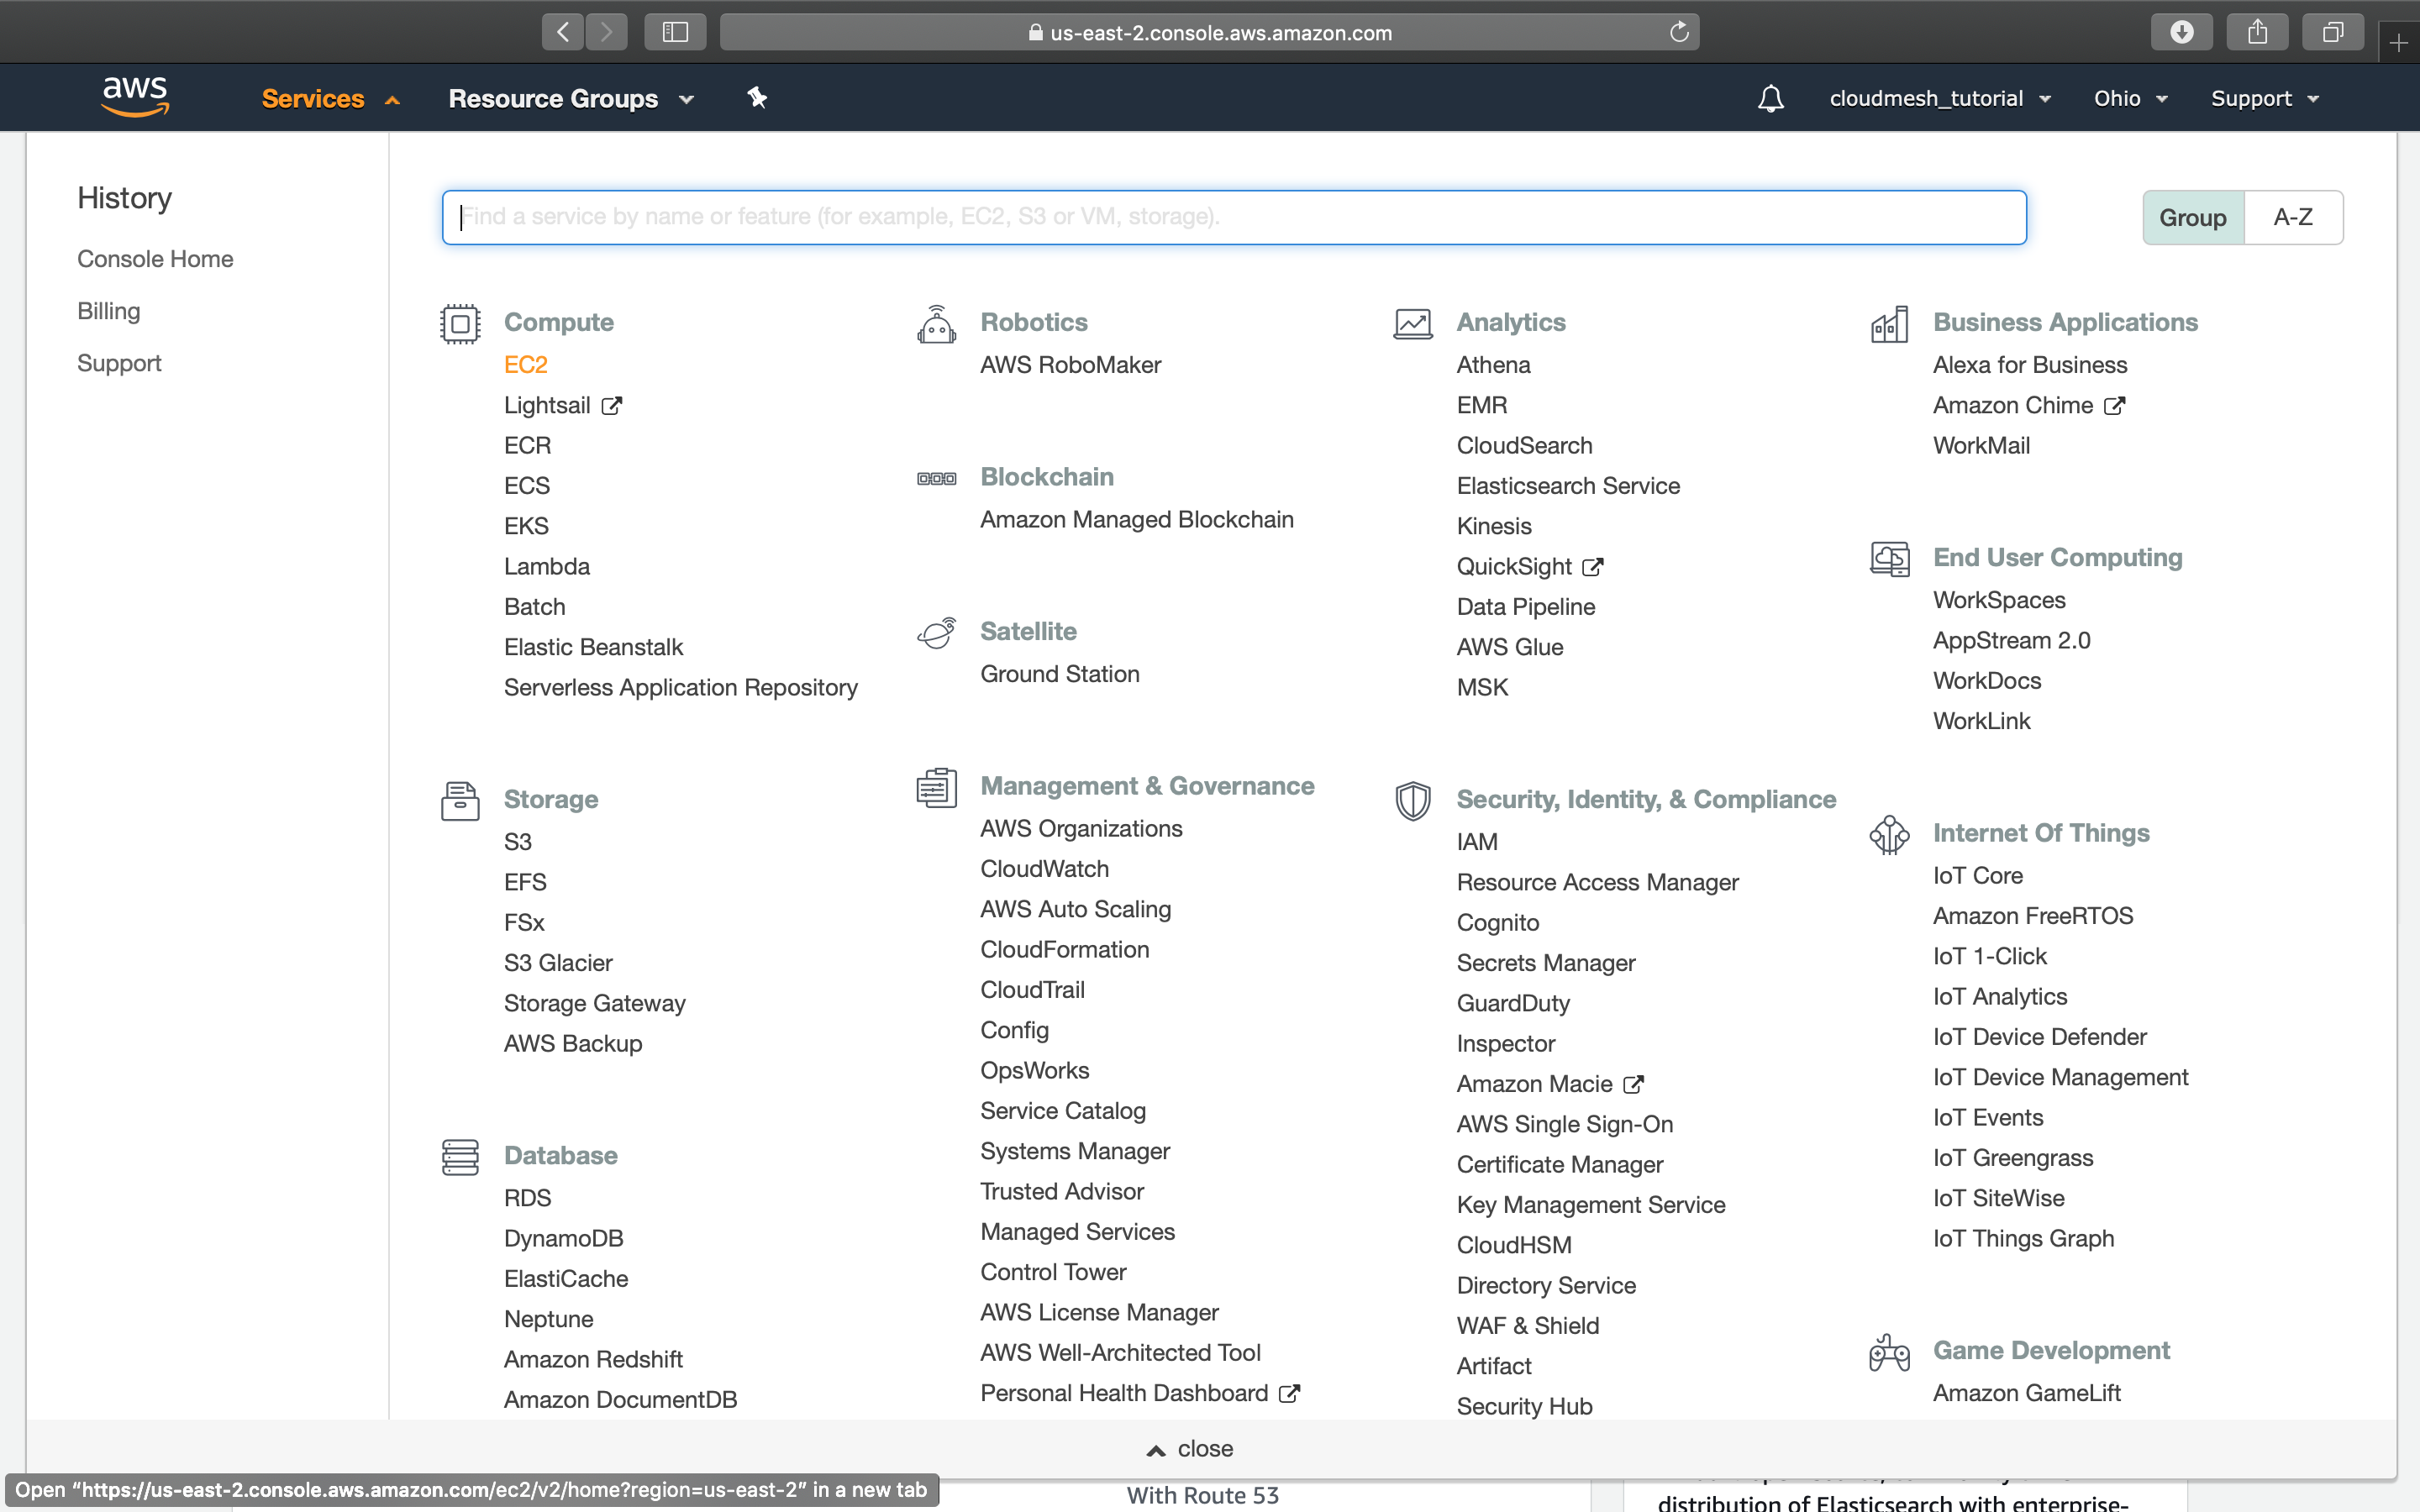 us-east-2.console.aws.amazon.com
aws
Services
Resource Groups
cloudmesh_tutorial
Ohio
Support
History
Console Home
Billing
Support
Find a service by name or feature (for example, EC2, S3 or VM, storage).
Group
A-Z
Compute
EC2
Lightsail
ECR
ECS
EKS
Lambda
Batch
Elastic Beanstalk
Serverless Application Repository
Storage
S3
EFS
FSx
S3 Glacier
Storage Gateway
AWS Backup
Database
RDS
DynamoDB
ElastiCache
Neptune
Amazon Redshift
Amazon DocumentDB
Robotics
AWS RoboMaker
Blockchain
Amazon Managed Blockchain
Satellite
Ground Station
Management & Governance
AWS Organizations
CloudWatch
AWS Auto Scaling
CloudFormation
CloudTrail
Config
OpsWorks
Service Catalog
Systems Manager
Trusted Advisor
Managed Services
Control Tower
AWS License Manager
AWS Well-Architected Tool
Personal Health Dashboard
Analytics
Athena
EMR
CloudSearch
Elasticsearch Service
Kinesis
QuickSight
Data Pipeline
AWS Glue
MSK
Security, Identity, & Compliance
IAM
Resource Access Manager
Cognito
Secrets Manager
GuardDuty
Inspector
Amazon Macie
AWS Single Sign-On
Certificate Manager
Key Management Service
CloudHSM
Directory Service
WAF & Shield
Artifact
Security Hub
Business Applications
Alexa for Business
Amazon Chime
WorkMail
End User Computing
WorkSpaces
AppStream 2.0
WorkDocs
WorkLink
Internet Of Things
IoT Core
Amazon FreeRTOS
IoT 1-Click
IoT Analytics
IoT Device Defender
IoT Device Management
IoT Events
IoT Greengrass
IoT SiteWise
IoT Things Graph
Game Development
Amazon GameLift
close
Open “https://us-east-2.console.aws.amazon.com/ec2/v2/home?region=us-east-2” in a new tab
With Route 53
distribution of Elasticsearch with enterprise-